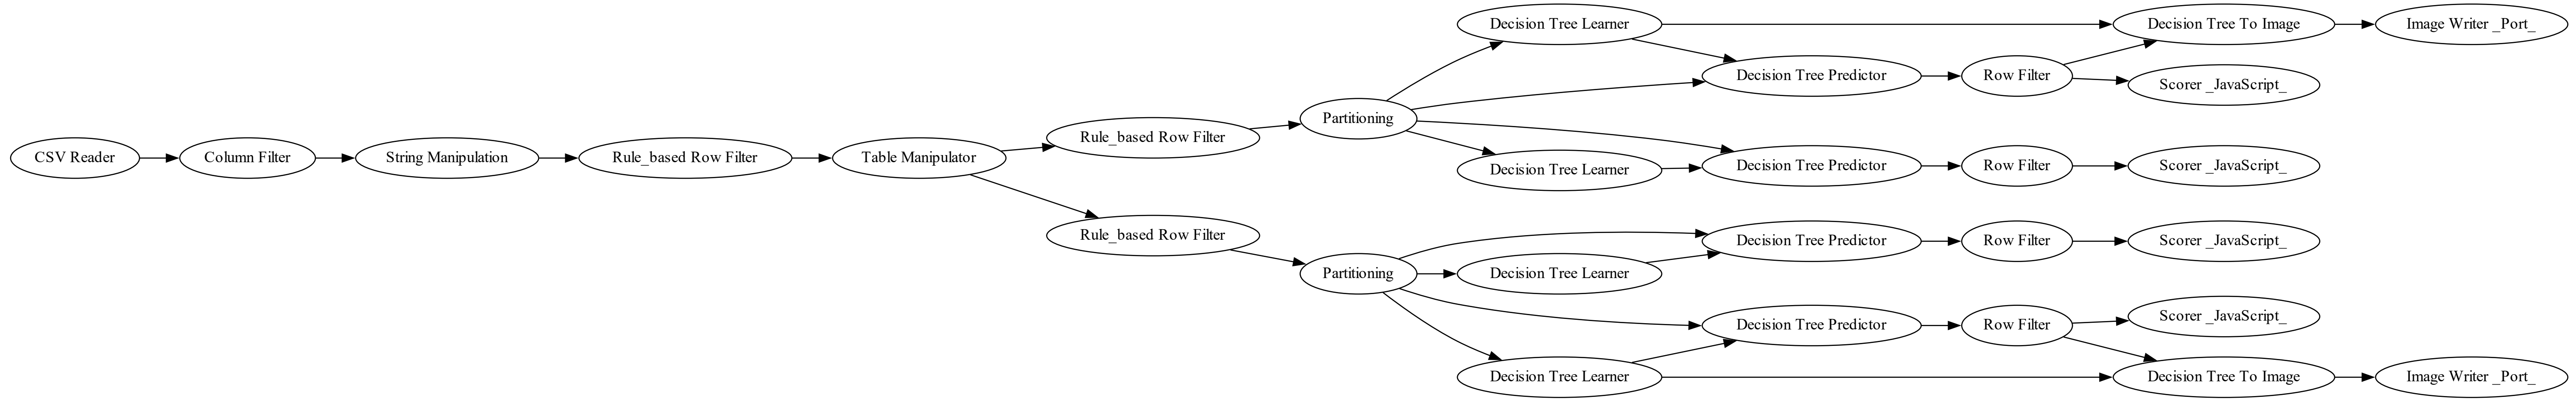 Decision Tree Learner
Decision Tree To Image
Image Writer _Port_
Decision Tree Predictor
Row Filter
Scorer _JavaScript_
Partitioning
Rule_based Row Filter
CSV Reader
Column Filter
String Manipulation
Rule_based Row Filter
Table Manipulator
Decision Tree Learner
Decision Tree Predictor
Row Filter
Scorer _JavaScript_
Rule_based Row Filter
Decision Tree Predictor
Row Filter
Scorer _JavaScript_
Partitioning
Decision Tree Learner
Decision Tree Predictor
Row Filter
Scorer _JavaScript_
Decision Tree Learner
Decision Tree To Image
Image Writer _Port_